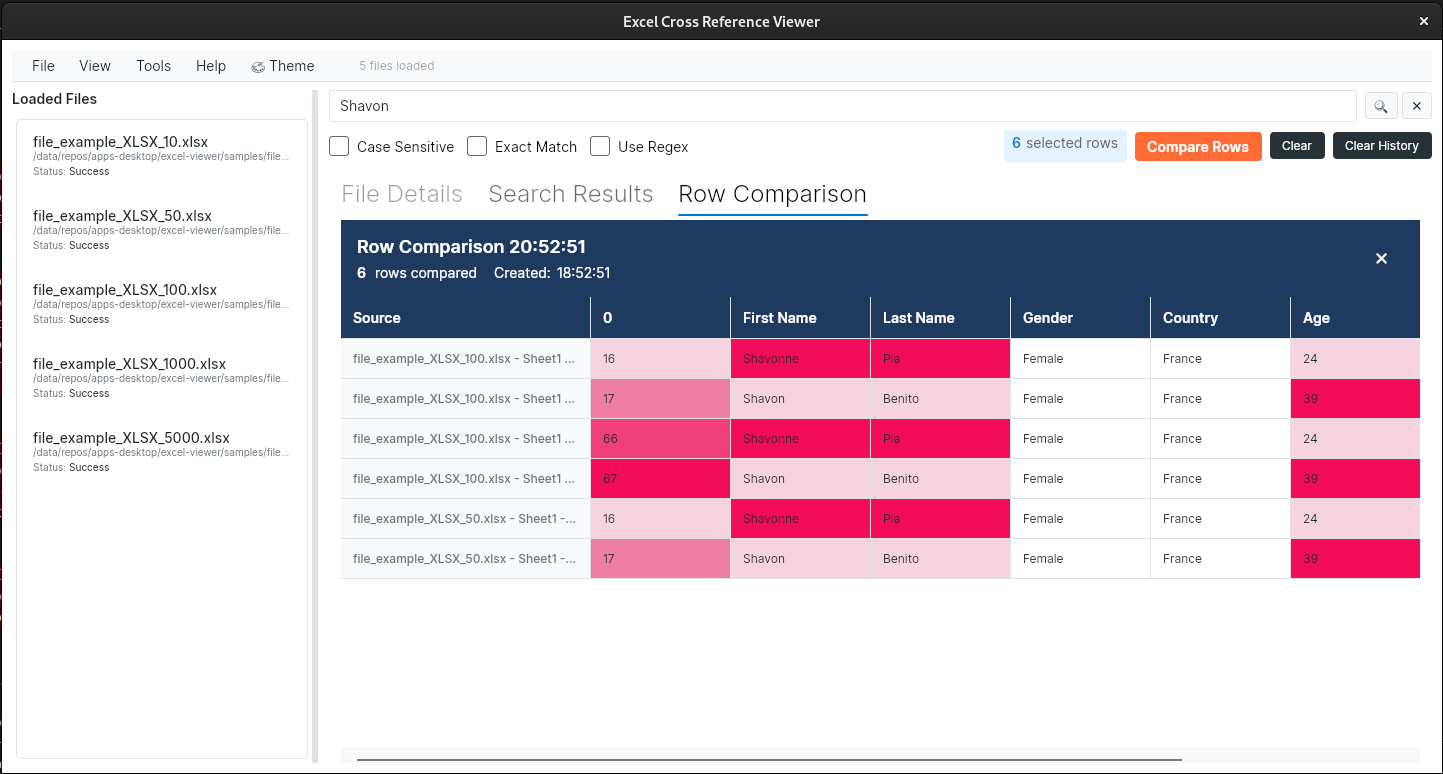 Excel Cross Reference Viewer
File View Tools Help Theme 5 files loaded
Loaded Files
file_example_XLSX_10.xlsx
/data/repos/apps-desktop/excel-viewer/samples/file...
Status: Success
file_example_XLSX_50.xlsx
/data/repos/apps-desktop/excel-viewer/samples/file...
Status: Success
file_example_XLSX_100.xlsx
/data/repos/apps-desktop/excel-viewer/samples/file...
Status: Success
file_example_XLSX_1000.xlsx
/data/repos/apps-desktop/excel-viewer/samples/file...
Status: Success
file_example_XLSX_5000.xlsx
/data/repos/apps-desktop/excel-viewer/samples/file...
Status: Success
Shavon
Case Sensitive Exact Match Use Regex 6 selected rows Compare Rows Clear Clear History
File Details Search Results Row Comparison
Row Comparison 20:52:51
6 rows compared Created: 18:52:51
Source 0 First Name Last Name Gender Country Age
file_example_XLSX_100.xlsx - Sheet1 ... 16 Shavonne Pia Female France 24
file_example_XLSX_100.xlsx - Sheet1 ... 17 Shavon Benito Female France 39
file_example_XLSX_100.xlsx - Sheet1 ... 66 Shavonne Pia Female France 24
file_example_XLSX_100.xlsx - Sheet1 ... 67 Shavon Benito Female France 39
file_example_XLSX_50.xlsx - Sheet1 -... 16 Shavonne Pia Female France 24
file_example_XLSX_50.xlsx - Sheet1 -... 17 Shavon Benito Female France 39